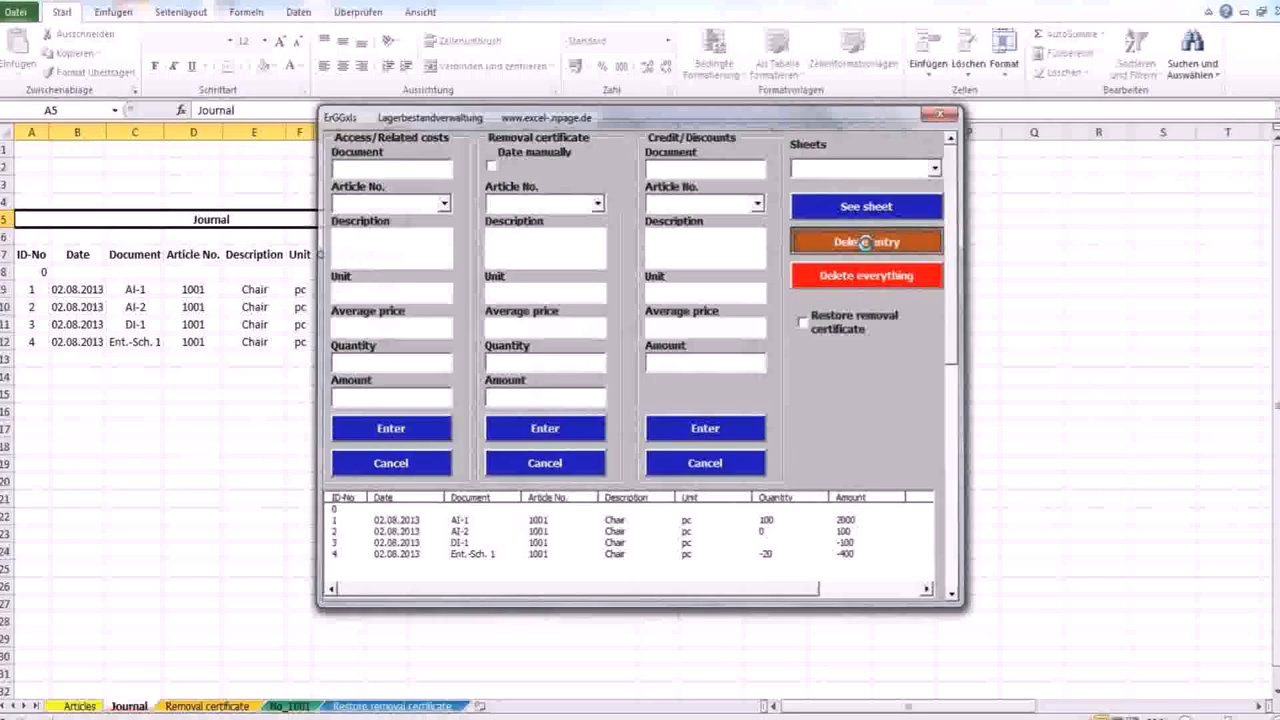 Datei Start Einfügen Seitenlayout Formeln Daten Überprüfen Ansicht
Ausschneiden
Kopieren
Format übertragen
Einfügen
Zwischenablage
12
F K U
Schriftart
Zeilenumbruch
Verbinden und zentrieren
Ausrichtung
Standard
% 000
Zahl
Bedingte Formatierung
Als Tabelle formatieren
Zellenformatvorlagen
Formatvorlagen
Einfügen Löschen Format
Zellen
Σ AutoSumme
Füllbereich
Löschen
Sortieren und Filtern
Suchen und Auswählen
Bearbeiten
A5 fx Journal
A B C D E F Q R S T
Journal
ID-No Date Document Article No. Description Unit
0
1 02.08.2013 AI-2 1001 Chair pc
2 02.08.2013 AI-2 1001 Chair pc
3 02.08.2013 DI-1 1001 Chair pc
4 02.08.2013 Ent.-Sch. 1 1001 Chair pc
ErGGxls Lagerbestandverwaltung www.excel-.npage.de
Access/Related costs
Document
Article No.
Description
Unit
Average price
Quantity
Amount
Enter
Cancel
Removal certificate
Date manually
Article No.
Description
Unit
Average price
Quantity
Amount
Enter
Cancel
Credit/Discounts
Document
Article No.
Description
Unit
Average price
Amount
Enter
Cancel
Sheets
See sheet
Delete entry
Delete everything
Restore removal
certificate
ID-No Date Document Article No. Description Unit Quantity Amount
0
1 02.08.2013 AI-1 1001 Chair pc 100 2000
2 02.08.2013 AI-2 1001 Chair pc 0 100
3 02.08.2013 DI-1 1001 Chair pc -100
4 02.08.2013 Ent.-Sch. 1 1001 Chair pc -20 -400
Articles Journal Removal certificate No_1001 Restore removal certificate